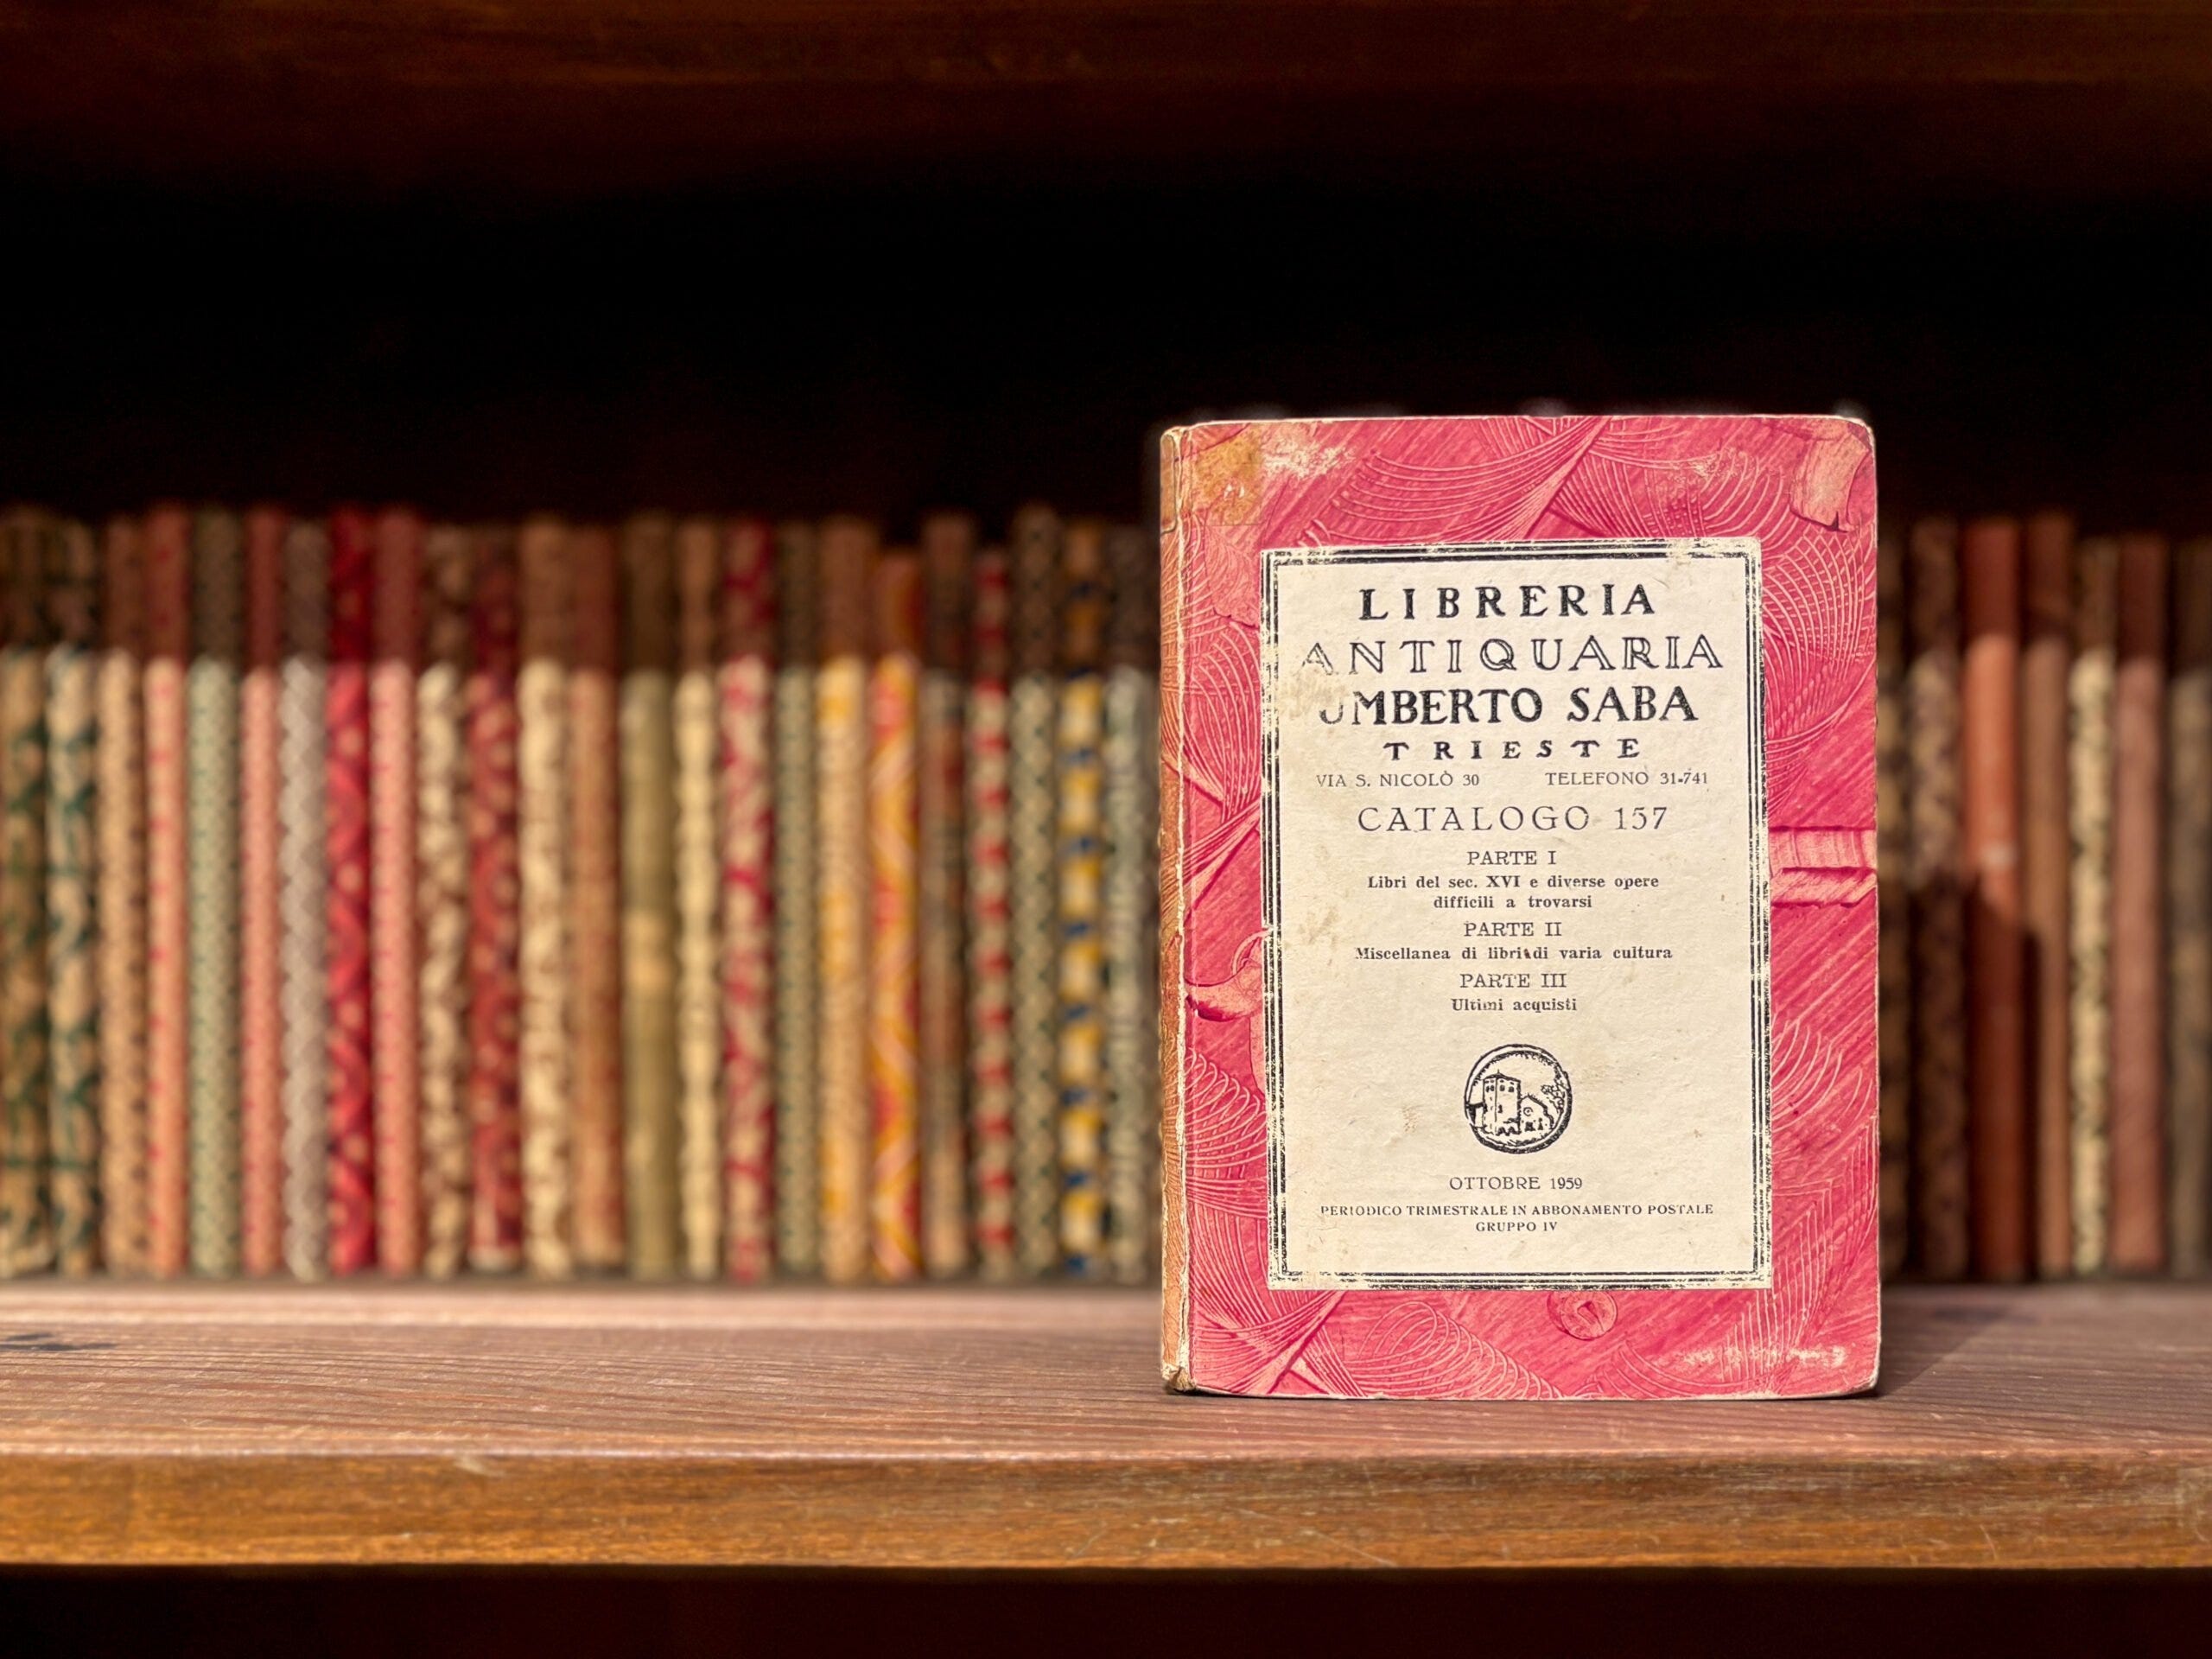 LIBRERIA
ANTIQUARIA
UMBERTO SABA
TRIESTE
VIA S. NICOLÒ 30 TELEFONO 31-741
CATALOGO 157
PARTE I
Libri del sec. XVI e diverse opere
difficili a trovarsi
PARTE II
Miscellanea di libri di varia cultura
PARTE III
Ultimi acquisti
OTTOBRE 1959
PERIODICO TRIMESTRALE IN ABBONAMENTO POSTALE
GRUPPO IV